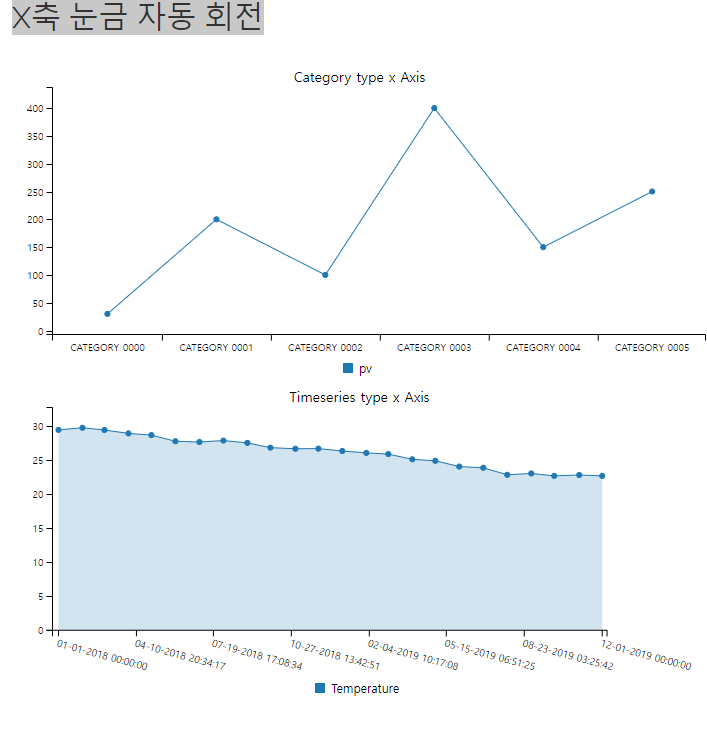 X축 눈금 자동 회전
Category type x Axis
400
350
300
250
200
150
100
50
0
CATEGORY 0000 CATEGORY 0001 CATEGORY 0002 CATEGORY 0003 CATEGORY 0004 CATEGORY 0005
pv
Timeseries type x Axis
30
25
20
15
10
5
0
01-01-2018 00:00:00 04-10-2018 20:34:17 07-19-2018 17:08:34 10-27-2018 13:42:51 02-04-2019 10:17:08 05-15-2019 06:51:25 08-23-2019 03:25:42 12-01-2019 00:00:00
Temperature